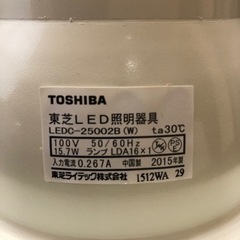 TOSHIBA
東芝LED照明器具
LEDC-25002B(W) ta30℃
100V 50/60Hz
15.7W ランプ LDA16×1
入力電流 0.267A 中国製 2015年製
東芝ライテック株式会社 1512WA 29